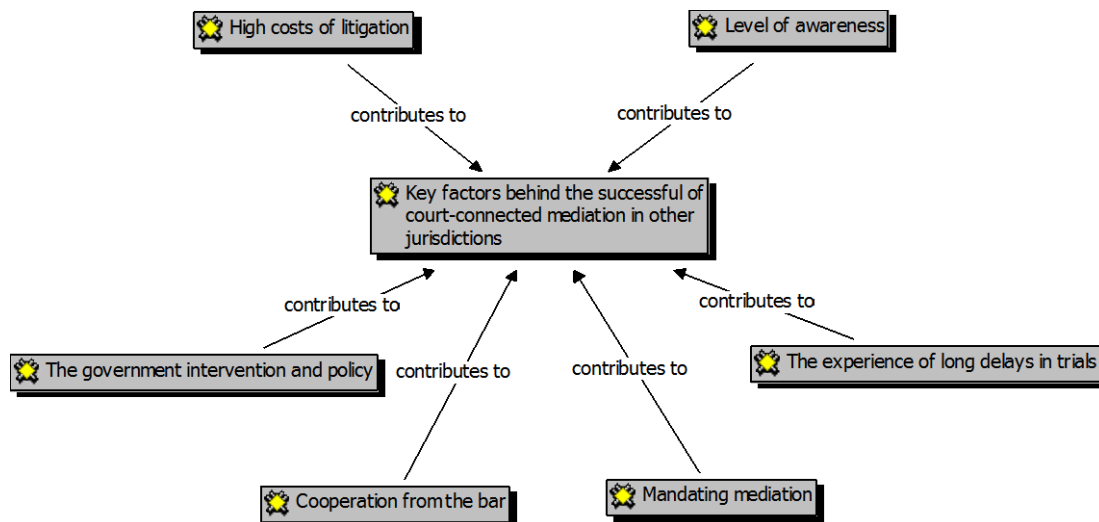 High costs of litigation
Level of awareness
contributes to
contributes to
Key factors behind the successful of
court-connected mediation in other
jurisdictions
contributes to
contributes to
contributes to
contributes to
The government intervention and policy
The experience of long delays in trials
Cooperation from the bar
Mandating mediation